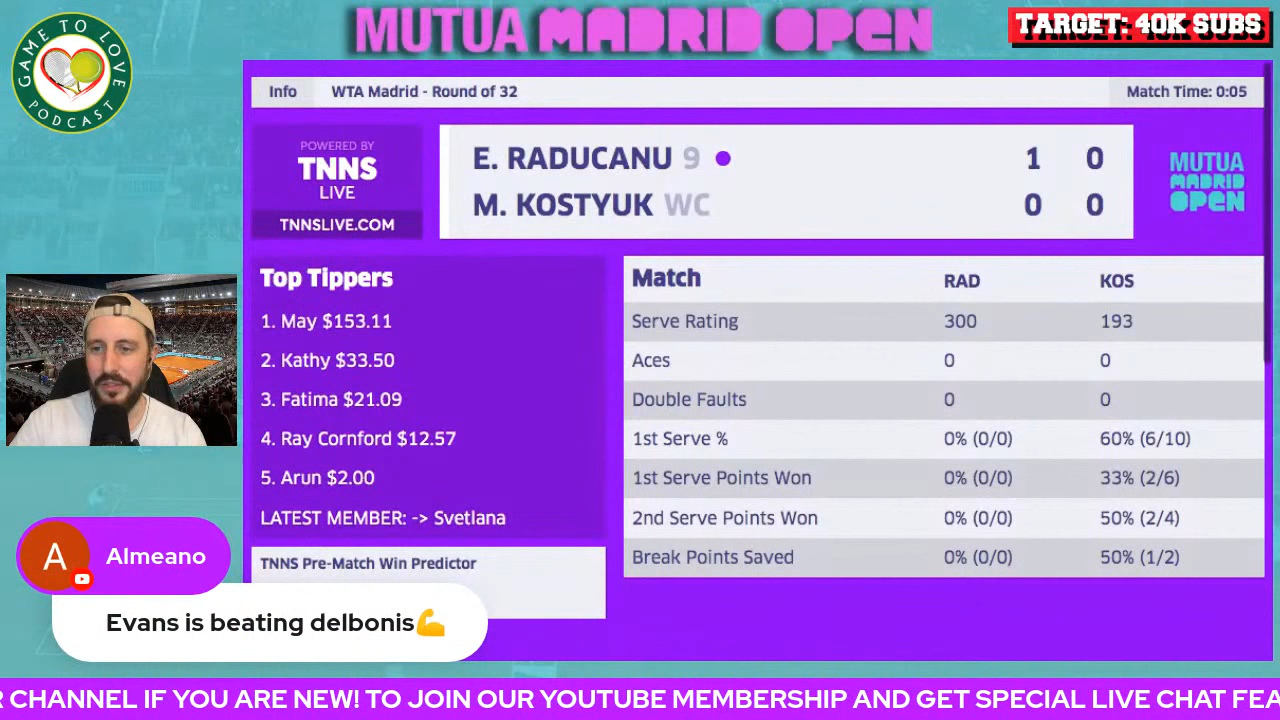 GAME TO LOVE
PODCAST
MUTUA MADRID OPEN
TARGET: 40K SUBS
Info
WTA Madrid - Round of 32
Match Time: 0:05
POWERED BY
TNNS
LIVE
TNNSLIVE.COM
E. RADUCANU 9 1 0
M. KOSTYUK WC 0 0
MUTUA
MADRID
OPEN
Top Tippers
1. May $153.11
2. Kathy $33.50
3. Fatima $21.09
4. Ray Cornford $12.57
5. Arun $2.00
LATEST MEMBER: -> Svetlana
TNNS Pre-Match Win Predictor
Match RAD KOS
Serve Rating 300 193
Aces 0 0
Double Faults 0 0
1st Serve % 0% (0/0) 60% (6/10)
1st Serve Points Won 0% (0/0) 33% (2/6)
2nd Serve Points Won 0% (0/0) 50% (2/4)
Break Points Saved 0% (0/0) 50% (1/2)
A Almeano
Evans is beating delbonis💪
R CHANNEL IF YOU ARE NEW! TO JOIN OUR YOUTUBE MEMBERSHIP AND GET SPECIAL LIVE CHAT FEA